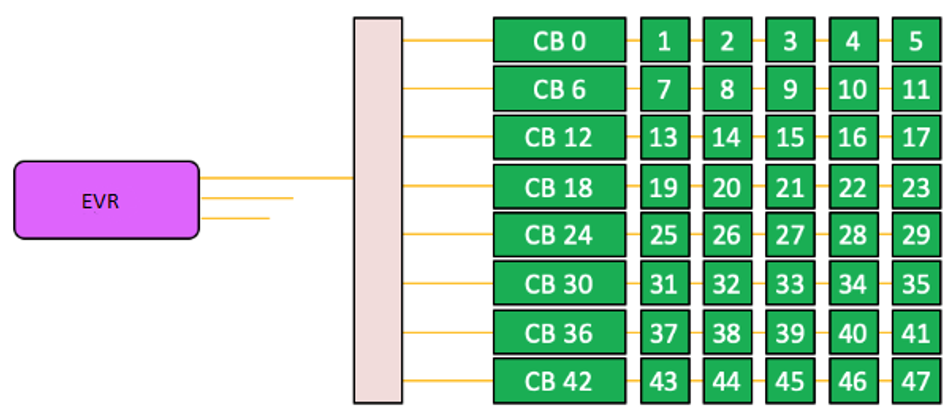 CB 0 1 2 3 4 5
CB 6 7 8 9 10 11
CB 12 13 14 15 16 17
CB 18 19 20 21 22 23
EVR
CB 24 25 26 27 28 29
CB 30 31 32 33 34 35
CB 36 37 38 39 40 41
CB 42 43 44 45 46 47